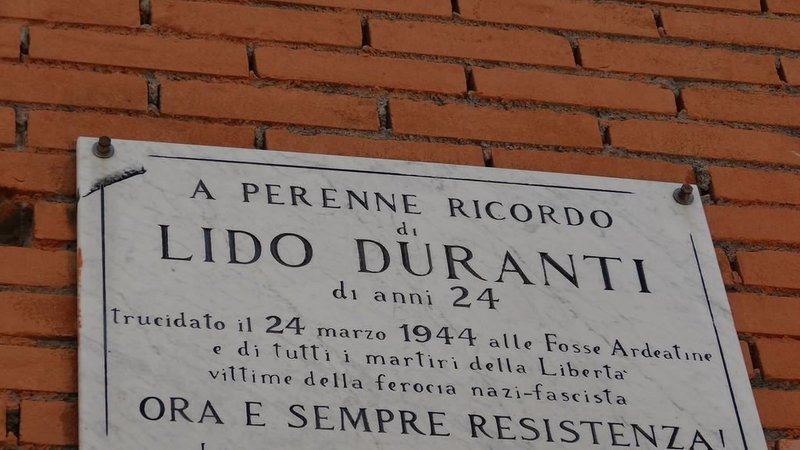 A PERENNE RICORDO
di
LIDO DURANTI
di anni 24
trucidato il 24 marzo 1944 alle Fosse Ardeatine
e di tutti i martiri della Libertà
vittime della ferocia nazi-fascista
ORA E SEMPRE RESISTENZA!